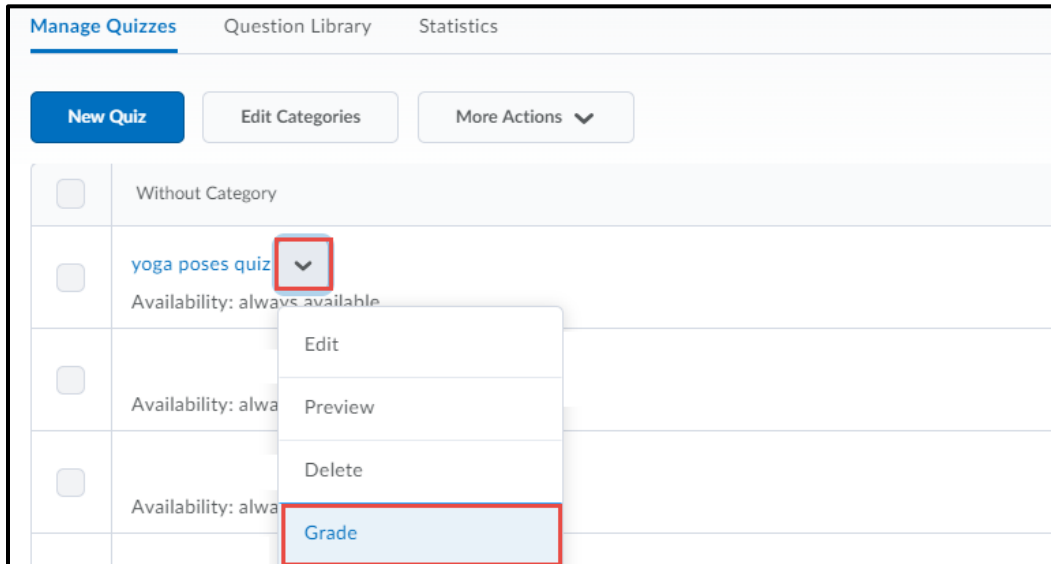 Manage Quizzes Question Library Statistics
New Quiz Edit Categories More Actions
Without Category
yoga poses quiz
Availability: always available
Edit
Availability: alwa Preview
Delete
Availability: alwa
Grade